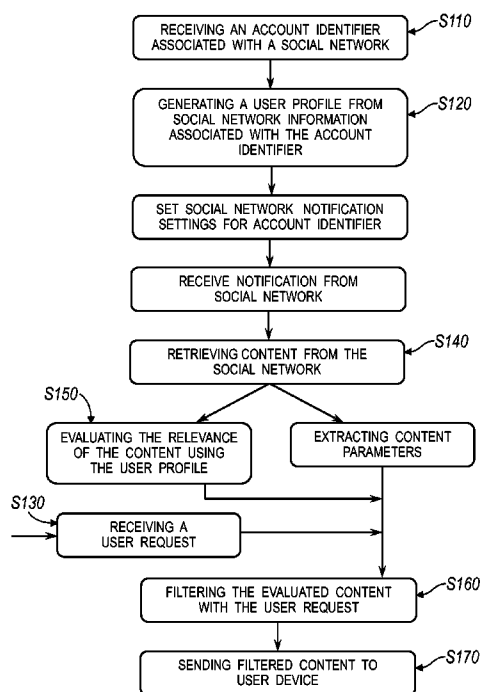 RECEIVING AN ACCOUNT IDENTIFIER
ASSOCIATED WITH A SOCIAL NETWORK
S110
GENERATING A USER PROFILE FROM
SOCIAL NETWORK INFORMATION
ASSOCIATED WITH THE ACCOUNT
IDENTIFIER
S120
SET SOCIAL NETWORK NOTIFICATION
SETTINGS FOR ACCOUNT IDENTIFIER
RECEIVE NOTIFICATION FROM
SOCIAL NETWORK
RETRIEVING CONTENT FROM THE
SOCIAL NETWORK
S140
S150
EVALUATING THE RELEVANCE
OF THE CONTENT USING
THE USER PROFILE
EXTRACTING CONTENT
PARAMETERS
S130
RECEIVING A
USER REQUEST
FILTERING THE EVALUATED CONTENT
WITH THE USER REQUEST
S160
SENDING FILTERED CONTENT TO
USER DEVICE
S170